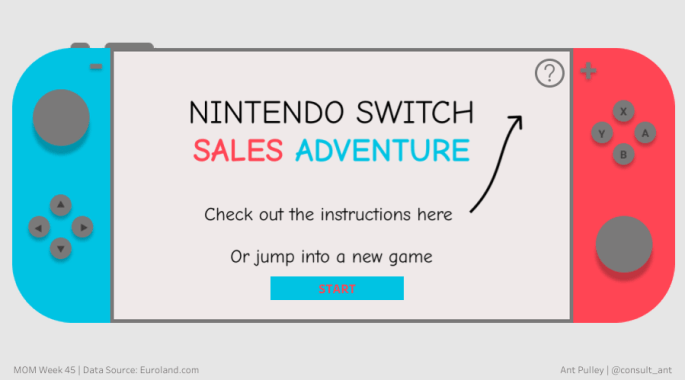 ?
NINTENDO SWITCH
SALES ADVENTURE
X
Y A
B
Check out the instructions here
Or jump into a new game
START
MOM Week 45 | Data Source: Euroland.com
Ant Pulley | @consult_ant